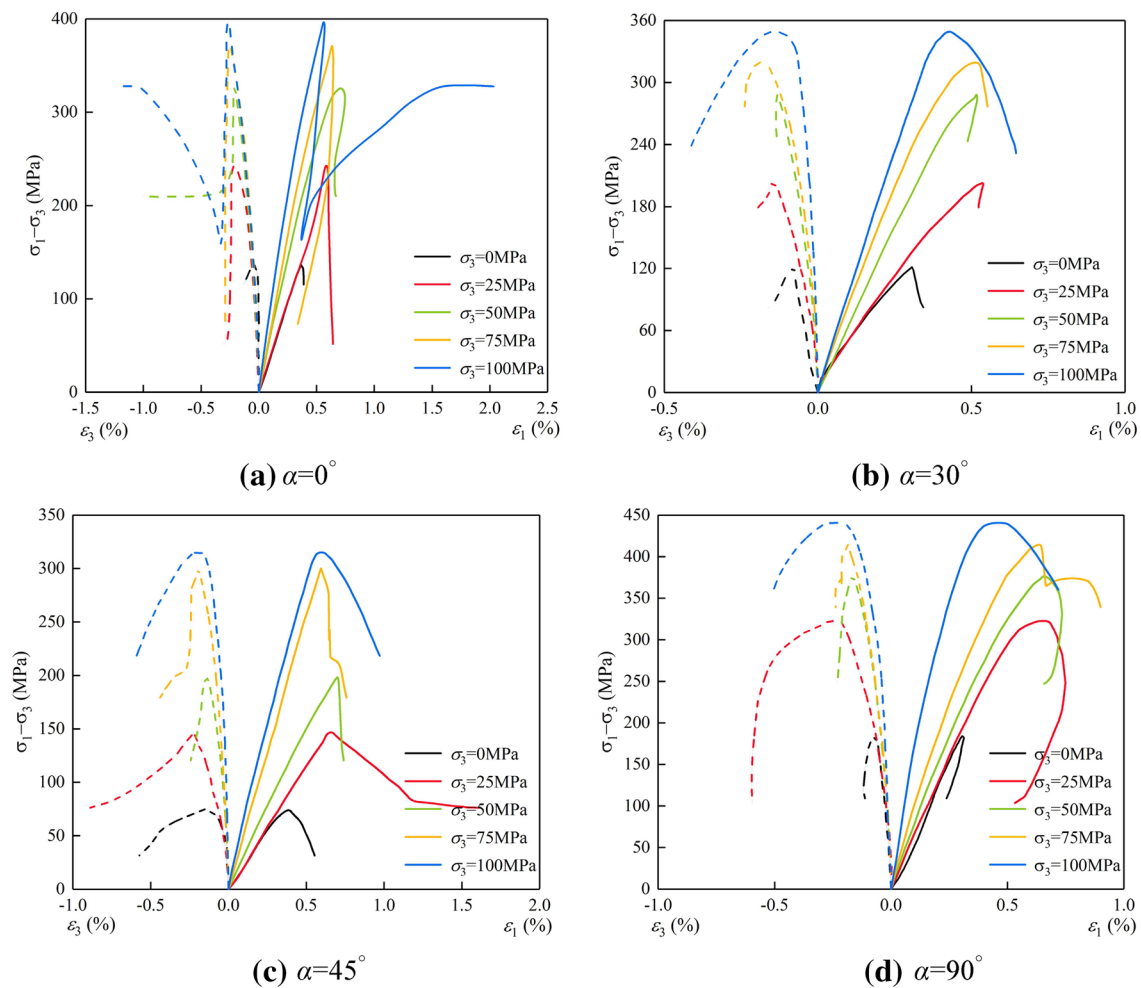 σ₁−σ₃ (MPa)
400
300
200
100
0
-1.5 -1.0 -0.5 0.0 0.5 1.0 1.5 2.0 2.5
ε₃ (%) ε₁ (%)
σ₃=0MPa
σ₃=25MPa
σ₃=50MPa
σ₃=75MPa
σ₃=100MPa
(a) α=0°
σ₁−σ₃ (MPa)
360
300
240
180
120
60
0
-0.5 0.0 0.5 1.0
ε₃ (%) ε₁ (%)
σ₃=0MPa
σ₃=25MPa
σ₃=50MPa
σ₃=75MPa
σ₃=100MPa
(b) α=30°
σ₁−σ₃ (MPa)
350
300
250
200
150
100
50
0
-1.0 -0.5 0.0 0.5 1.0 1.5 2.0
ε₃ (%) ε₁ (%)
σ₃=0MPa
σ₃=25MPa
σ₃=50MPa
σ₃=75MPa
σ₃=100MPa
(c) α=45°
σ₁−σ₃ (MPa)
450
400
350
300
250
200
150
100
50
0
-1.0 -0.5 0.0 0.5 1.0
ε₃ (%) ε₁ (%)
σ₃=0MPa
σ₃=25MPa
σ₃=50MPa
σ₃=75MPa
σ₃=100MPa
(d) α=90°